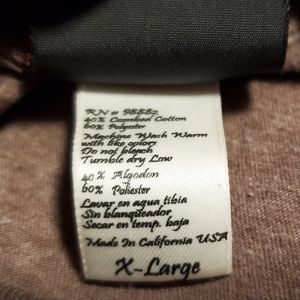 RN # 98552
40% Combed Cotton
60% Polyester
Machine Wash Warm
with like colors
Do not bleach
Tumble dry Low
40% Algodon
60% Poliester
Lavar en agua tibia
Sin blanqueador
Secar en temp. baja
Made In California USA
X-Large